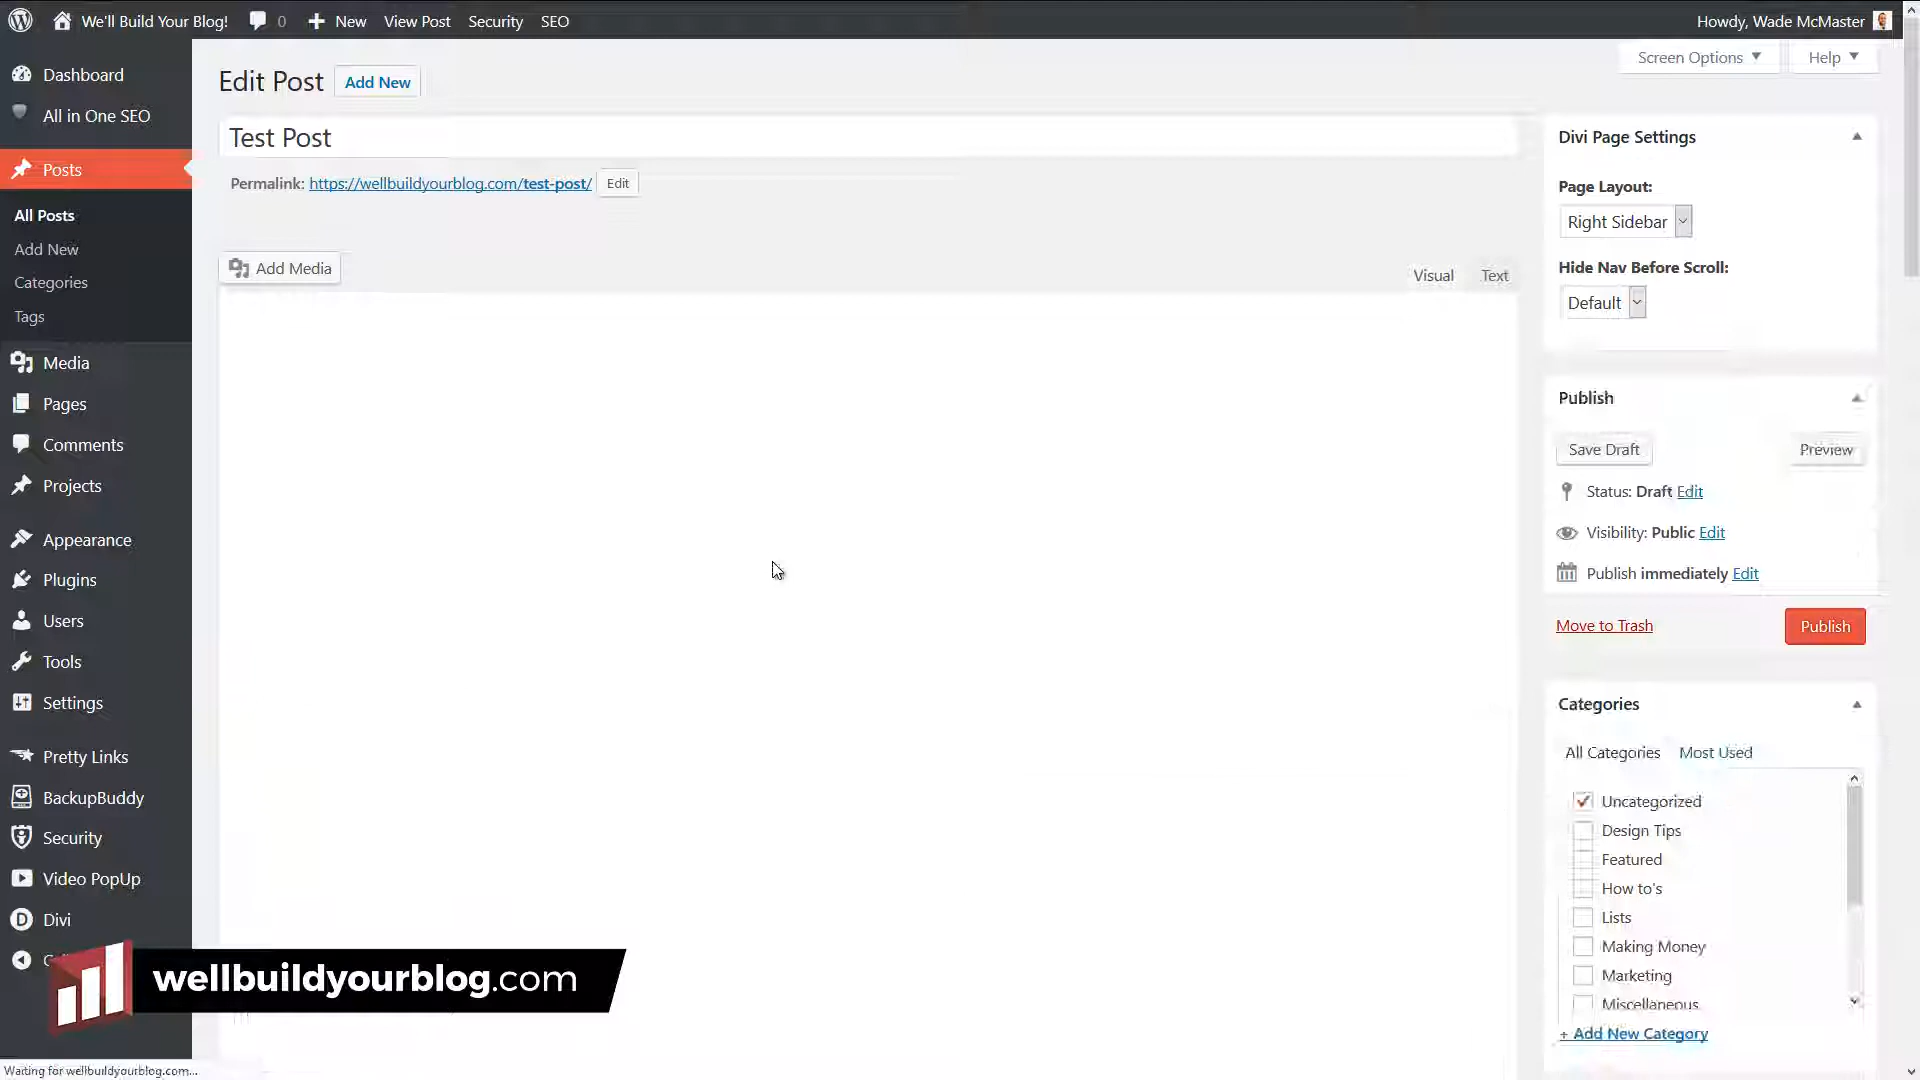 We'll Build Your Blog!
0
New
View Post
Security
SEO
Howdy, Wade McMaster
Dashboard
All in One SEO
Posts
All Posts
Add New
Categories
Tags
Media
Pages
Comments
Projects
Appearance
Plugins
Users
Tools
Settings
Pretty Links
BackupBuddy
Security
Video PopUp
Divi
Edit Post
Add New
Screen Options
Help
Test Post
Permalink: https://wellbuildyourblog.com/test-post/
Edit
Add Media
Visual
Text
Divi Page Settings
Page Layout:
Right Sidebar
Hide Nav Before Scroll:
Default
Publish
Save Draft
Preview
Status: Draft Edit
Visibility: Public Edit
Publish immediately Edit
Move to Trash
Publish
Categories
All Categories
Most Used
Uncategorized
Design Tips
Featured
How to's
Lists
Making Money
Marketing
Miscellaneous
+ Add New Category
wellbuildyourblog.com
Waiting for wellbuildyourblog.com...